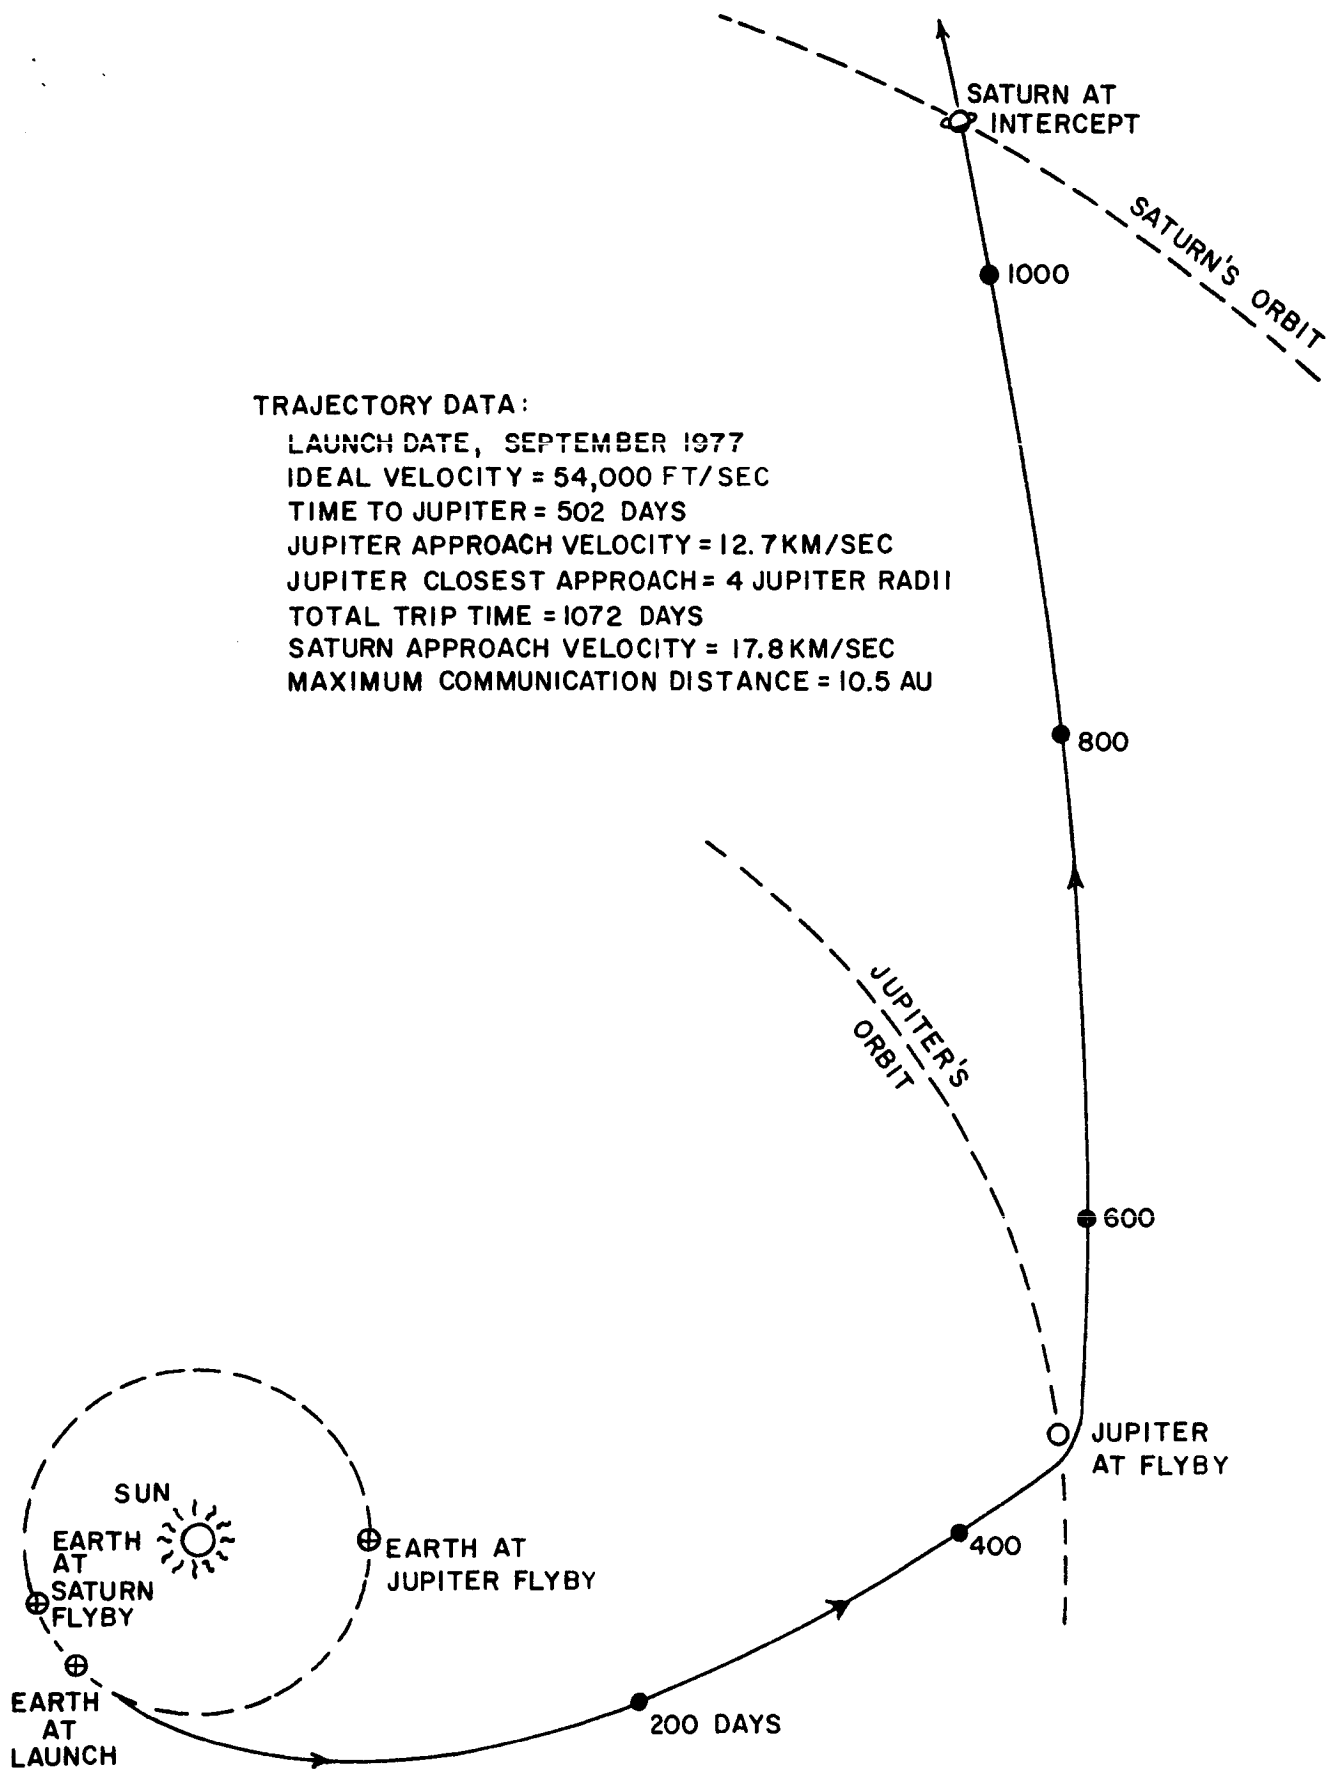 SATURN AT
INTERCEPT
SATURN'S ORBIT
1000
TRAJECTORY DATA:
LAUNCH DATE, SEPTEMBER 1977
IDEAL VELOCITY = 54,000 FT/SEC
TIME TO JUPITER = 502 DAYS
JUPITER APPROACH VELOCITY = 12.7 KM/SEC
JUPITER CLOSEST APPROACH = 4 JUPITER RADII
TOTAL TRIP TIME = 1072 DAYS
SATURN APPROACH VELOCITY = 17.8 KM/SEC
MAXIMUM COMMUNICATION DISTANCE = 10.5 AU
800
JUPITER'S
ORBIT
600
JUPITER
AT FLYBY
SUN
EARTH
AT
SATURN
FLYBY
EARTH AT
JUPITER FLYBY
400
EARTH
AT
LAUNCH
200 DAYS